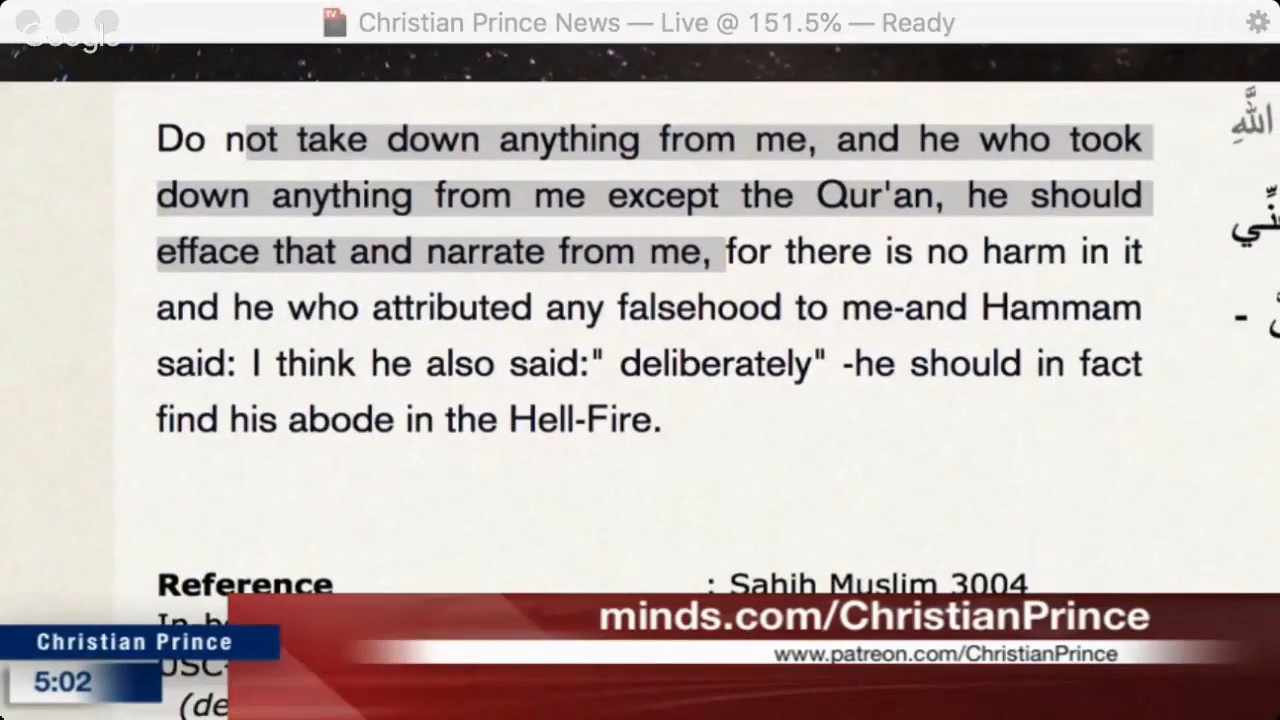 Christian Prince News — Live @ 151.5% — Ready
Google
Do not take down anything from me, and he who took
down anything from me except the Qur'an, he should
efface that and narrate from me, for there is no harm in it
and he who attributed any falsehood to me-and Hammam
said: I think he also said:" deliberately" -he should in fact
find his abode in the Hell-Fire.
اللَّهِ
Reference : Sahih Muslim 3004
minds.com/ChristianPrince
Christian Prince
www.patreon.com/ChristianPrince
USC-
5:02
(de